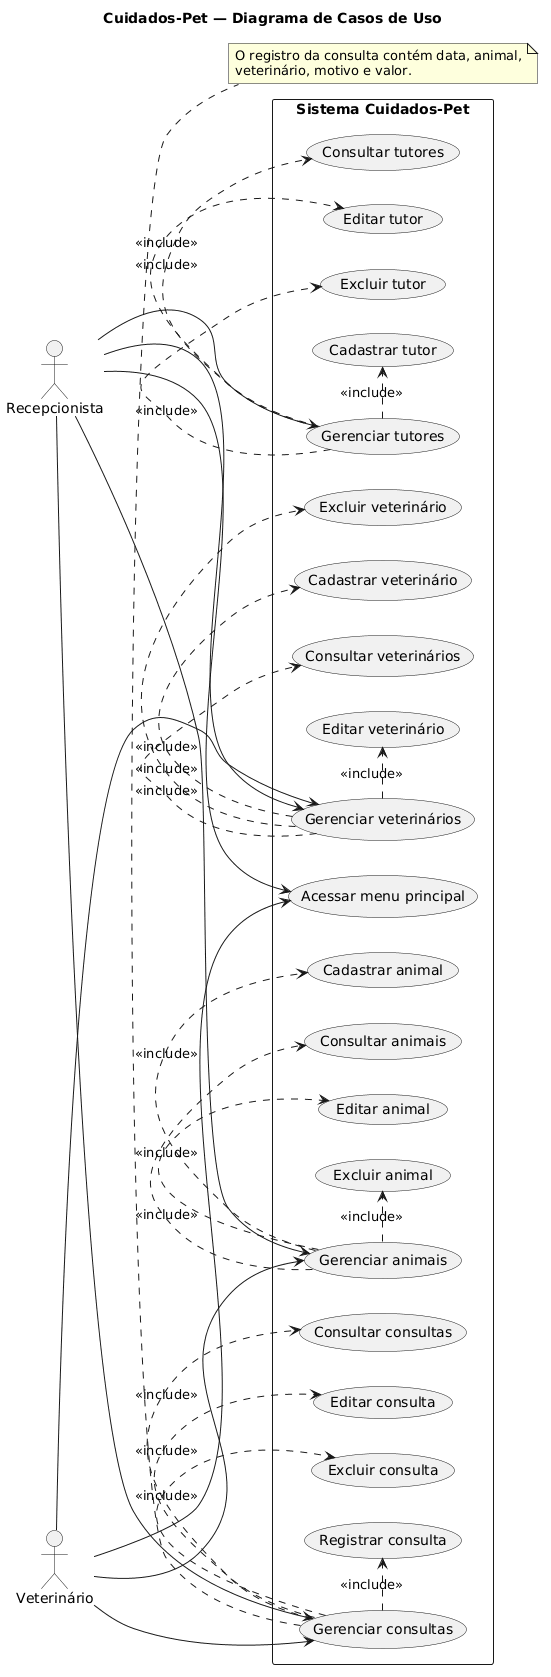 Cuidados-Pet — Diagrama de Casos de Uso
O registro da consulta contém data, animal,
veterinário, motivo e valor.
Sistema Cuidados-Pet
Consultar tutores
Editar tutor
«include»
«include»
Excluir tutor
Cadastrar tutor
«include»
Recepcionista
«include»
Gerenciar tutores
Excluir veterinário
Cadastrar veterinário
Consultar veterinários
Editar veterinário
«include»
«include»
«include»
«include»
Gerenciar veterinários
Acessar menu principal
Cadastrar animal
Consultar animais
«include»
Editar animal
«include»
Excluir animal
«include»
«include»
Gerenciar animais
Consultar consultas
«include»
Editar consulta
«include»
Excluir consulta
«include»
Registrar consulta
«include»
Veterinário
Gerenciar consultas